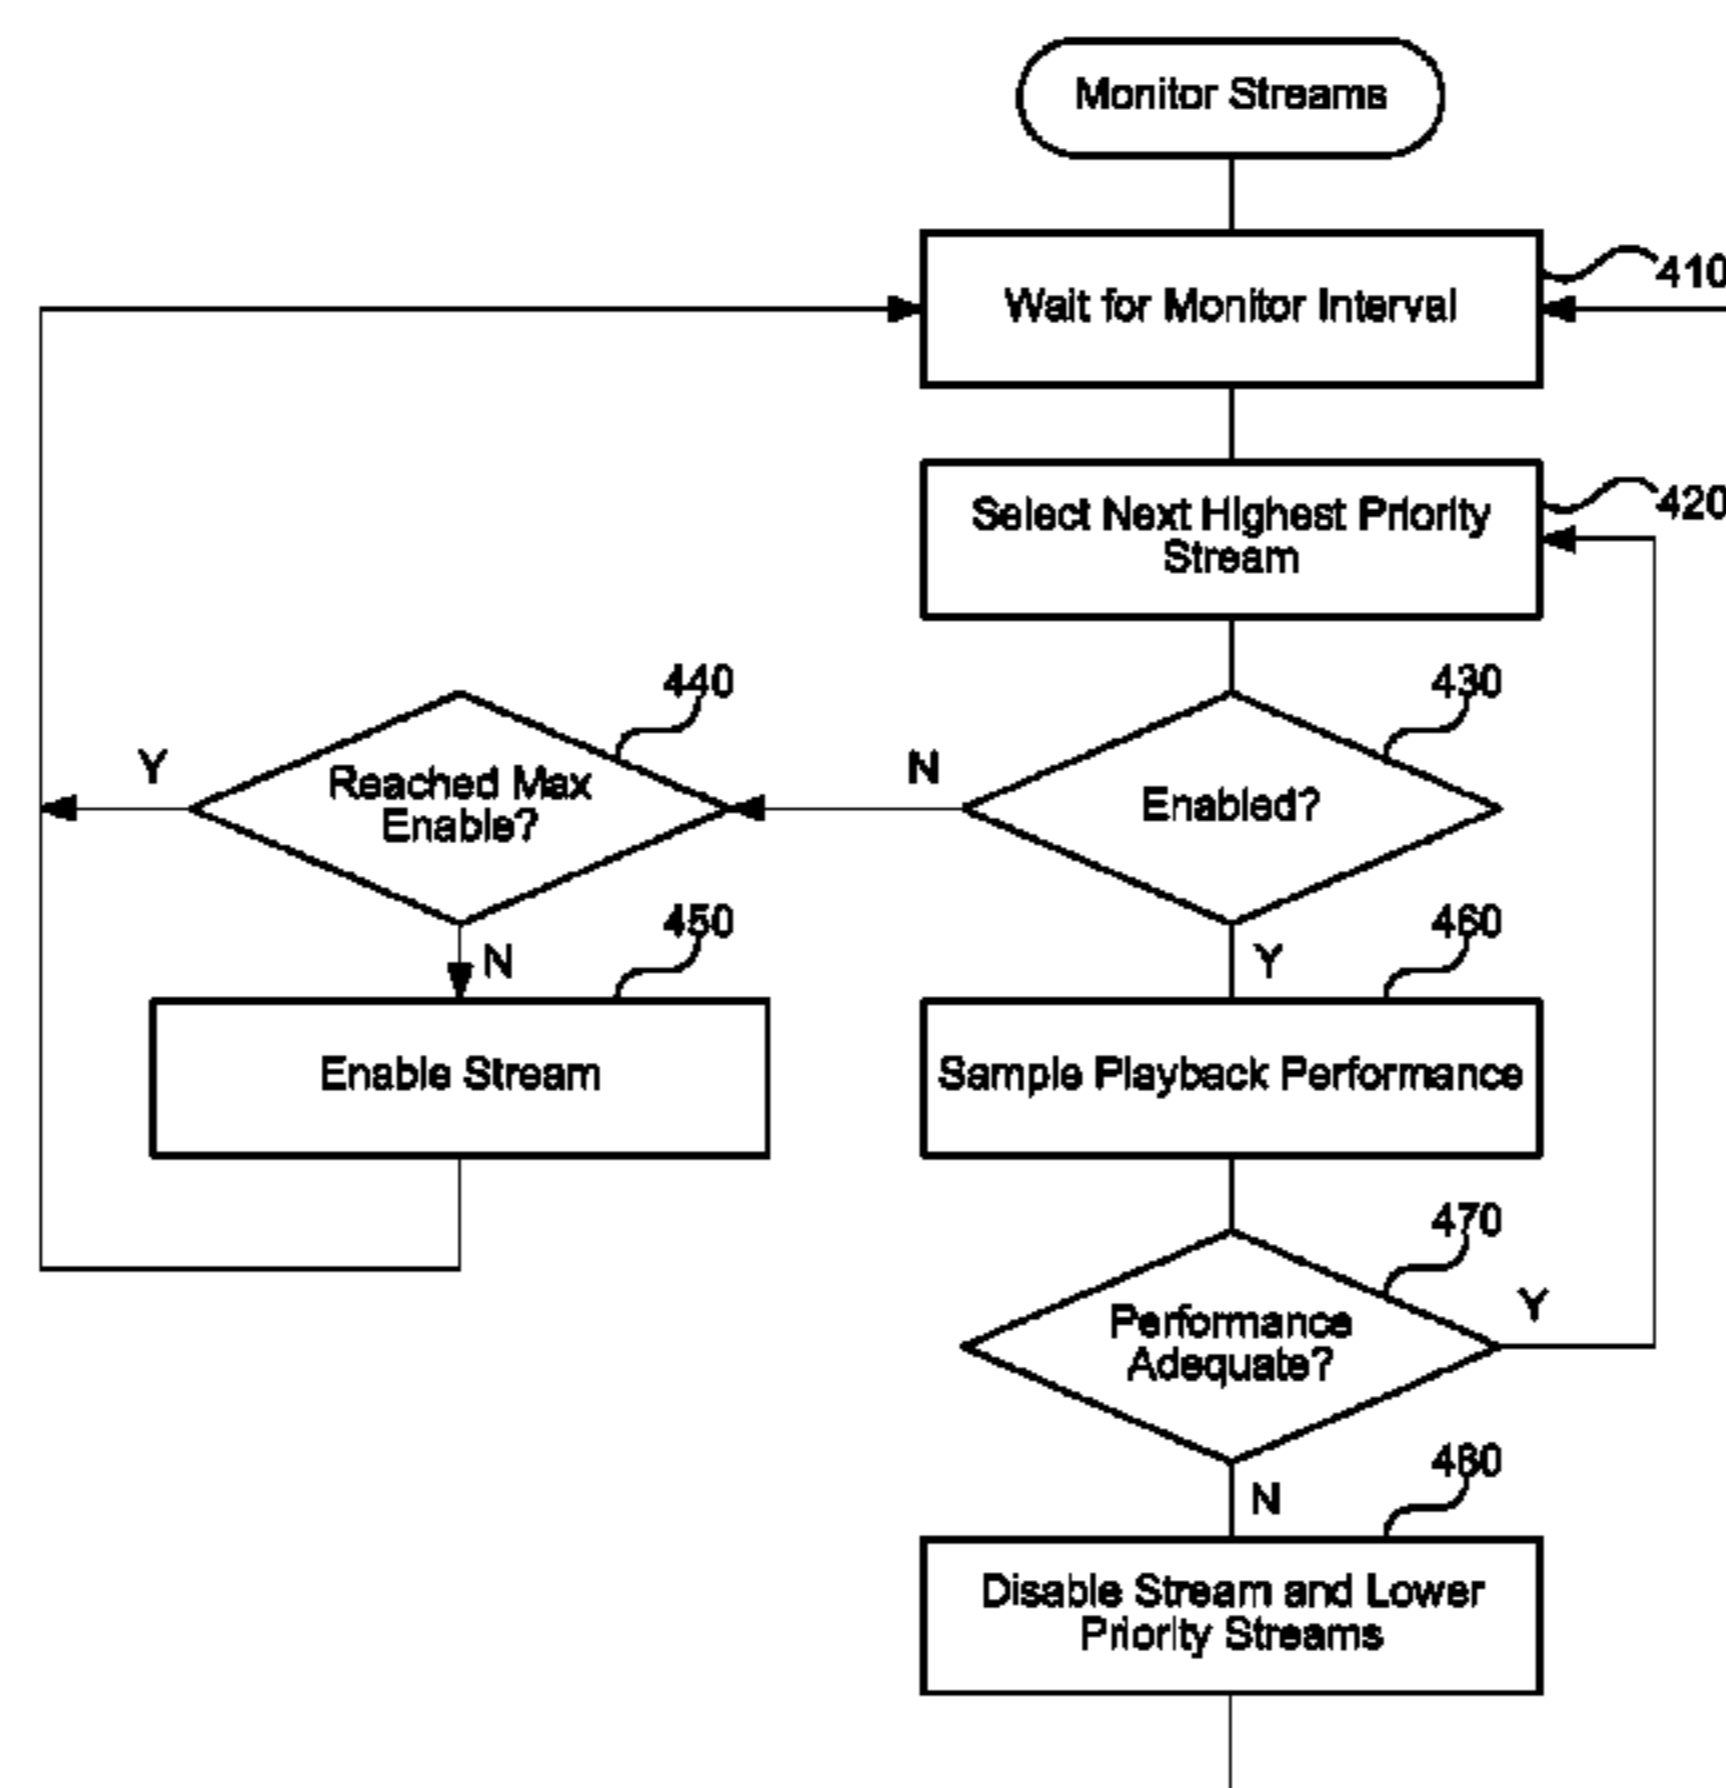 Monitor Streams
Wait for Monitor Interval
410
Select Next Highest Priority
Stream
420
440
430
Y
Reached Max
Enable?
N
Enabled?
450
460
N
Y
Enable Stream
Sample Playback Performance
470
Performance
Adequate?
Y
480
N
Disable Stream and Lower
Priority Streams